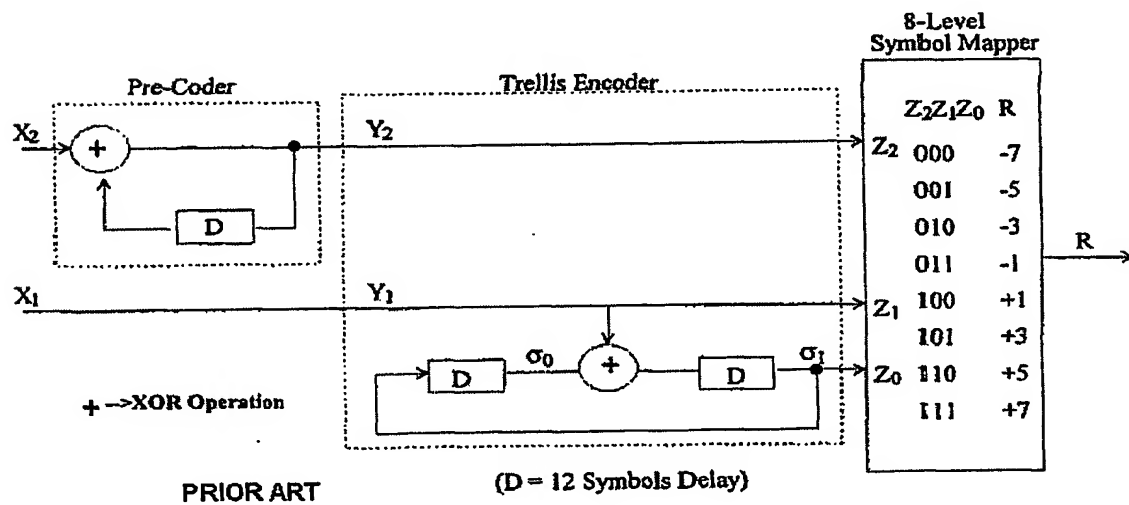 8-Level
Symbol Mapper
Pre-Coder
Trellis Encoder
Z₂Z₁Z₀ R
X₂
+
Y₂
Z₂
000 -7
001 -5
D
010 -3
R
011 -1
X₁
Y₁
Z₁
100 +1
101 +3
D
σ₀
+
D
σ₁
Z₀
110 +5
111 +7
+ -->XOR Operation
(D = 12 Symbols Delay)
PRIOR ART